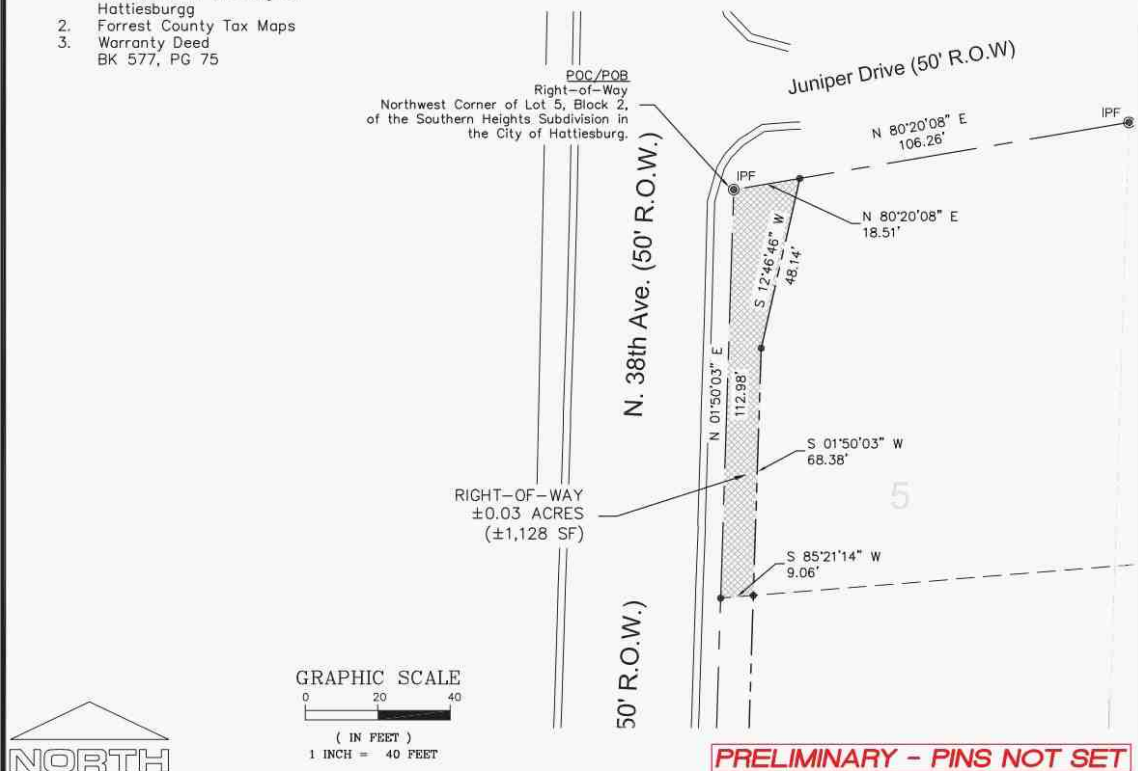 Hattiesburgg
2. Forrest County Tax Maps
3. Warranty Deed
BK 577, PG 75
POC/POB
Right-of-Way
Northwest Corner of Lot 5, Block 2,
of the Southern Heights Subdivision in
the City of Hattiesburg.
Juniper Drive (50' R.O.W)
N 80°20'08" E
106.26'
IPF
IPF
N 80°20'08" E
18.51'
S 12°46'46" W
48.14'
N. 38th Ave. (50' R.O.W.)
N 01°50'03" E
112.98'
S 01°50'03" W
68.38'
5
RIGHT-OF-WAY
±0.03 ACRES
(±1,128 SF)
S 85°21'14" W
9.06'
50' R.O.W.)
GRAPHIC SCALE
0 20 40
( IN FEET )
1 INCH = 40 FEET
NORTH
PRELIMINARY - PINS NOT SET